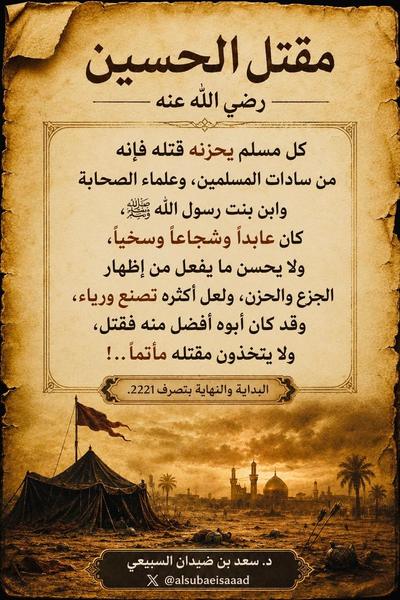 مقتل الحسين
رضي الله عنه
كل مسلم يحزنه قتله فإنه
من سادات المسلمين، وعلماء الصحابة
وابن بنت رسول الله ﷺ،
كان عابداً وشجاعاً وسخياً،
ولا يحسن ما يفعل من إظهار
الجزع والحزن، ولعل أكثره تصنع ورياء،
وقد كان أبوه أفضل منه فقتل،
ولا يتخذون مقتله مأتماً..!
البداية والنهاية بتصرف 2221.
د. سعد بن ضيدان السبيعي
X @alsubaeisaaad